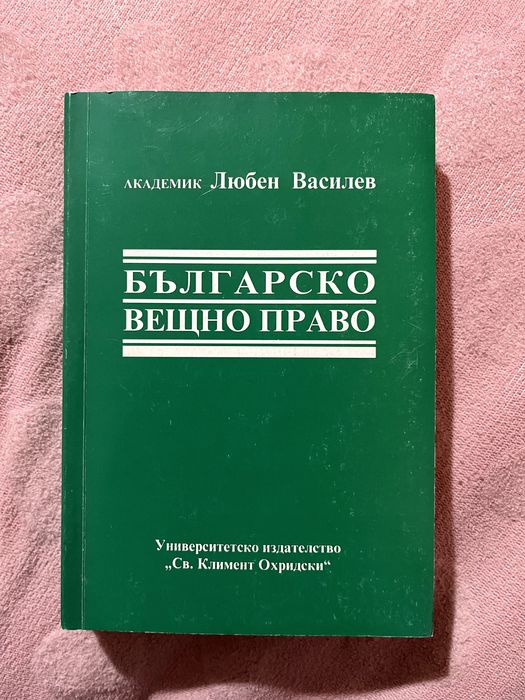 АКАДЕМИК Любен Василев
БЪЛГАРСКО
ВЕЩНО ПРАВО
Университетско издателство
„Св. Климент Охридски“